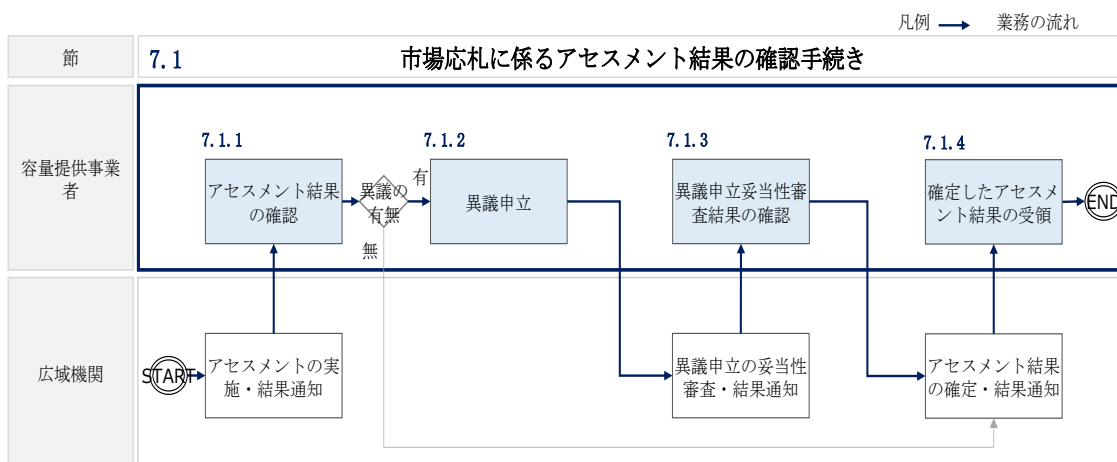 凡例 業務の流れ
節 7.1 市場応札に係るアセスメント結果の確認手続き
容量提供事業
者
7.1.1
アセスメント結果
の確認
異議の
有無
有
無
7.1.2
異議申立
7.1.3
異議申立妥当性審
査結果の確認
7.1.4
確定したアセスメ
ント結果の受領
END
広域機関
START
アセスメントの実
施・結果通知
異議申立の妥当性
審査・結果通知
アセスメント結果
の確定・結果通知